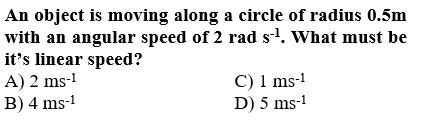 An object is moving along a circle of radius 0.5m
with an angular speed of 2 rad s⁻¹. What must be
it's linear speed?
A) 2 ms⁻¹ C) 1 ms⁻¹
B) 4 ms⁻¹ D) 5 ms⁻¹